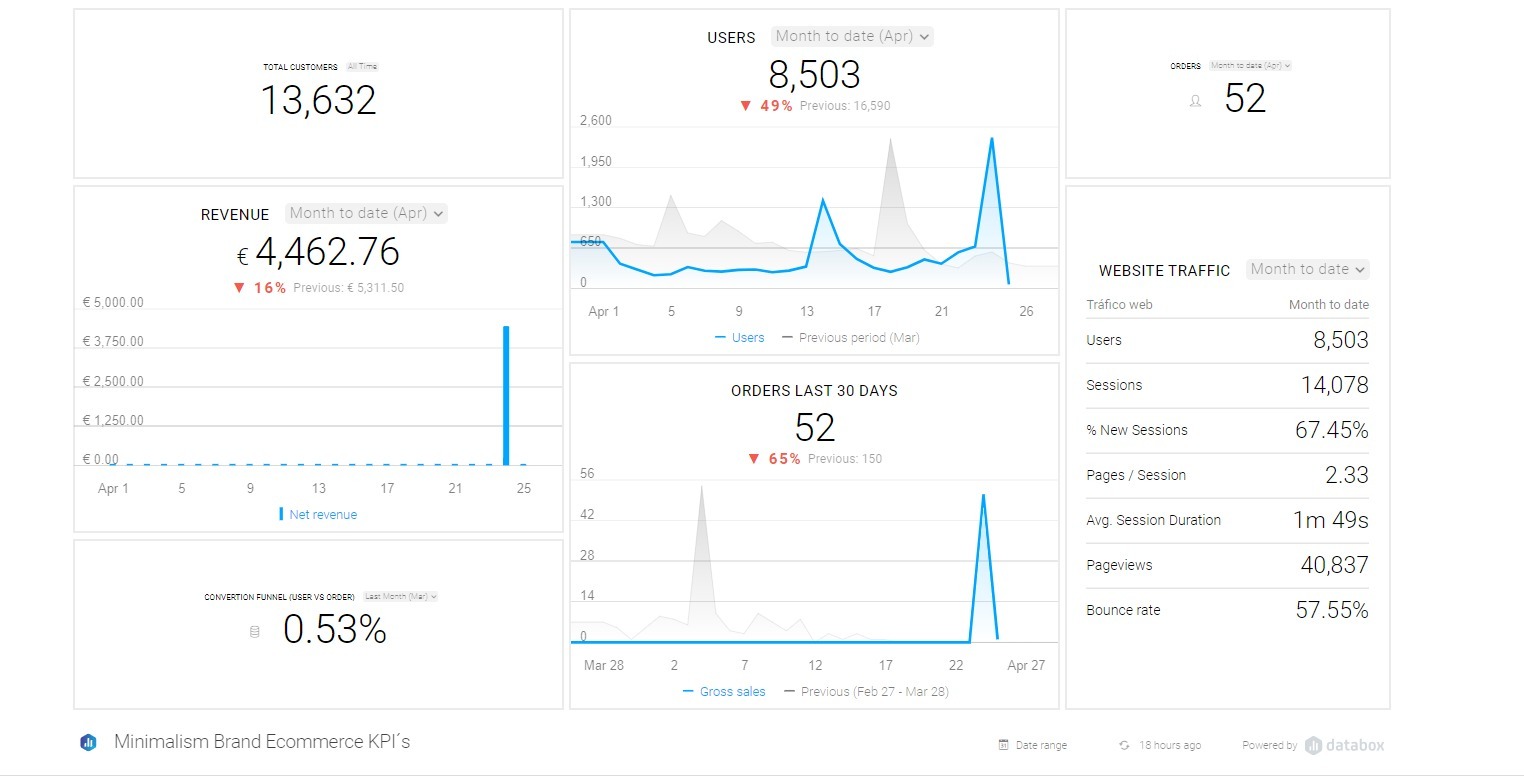 TOTAL CUSTOMERS All Time
13,632
REVENUE Month to date (Apr)
€ 4,462.76
▼ 16% Previous: € 5,311.50
€ 5,000.00
€ 3,750.00
€ 2,500.00
€ 1,250.00
€ 0.00
Apr 1 5 9 13 17 21 25
Net revenue
CONVERTION FUNNEL (USER VS ORDER) Last Month (Mar)
0.53%
USERS Month to date (Apr)
8,503
▼ 49% Previous: 16,590
2,600
1,950
1,300
650
0
Apr 1 5 9 13 17 21 26
Users Previous period (Mar)
ORDERS LAST 30 DAYS
52
▼ 65% Previous: 150
56
42
28
14
0
Mar 28 2 7 12 17 22 Apr 27
Gross sales Previous (Feb 27 - Mar 28)
ORDERS Month to date (Apr)
52
WEBSITE TRAFFIC Month to date
Tráfico web Month to date
Users 8,503
Sessions 14,078
% New Sessions 67.45%
Pages / Session 2.33
Avg. Session Duration 1m 49s
Pageviews 40,837
Bounce rate 57.55%
Minimalism Brand Ecommerce KPI´s
Date range 18 hours ago Powered by databox